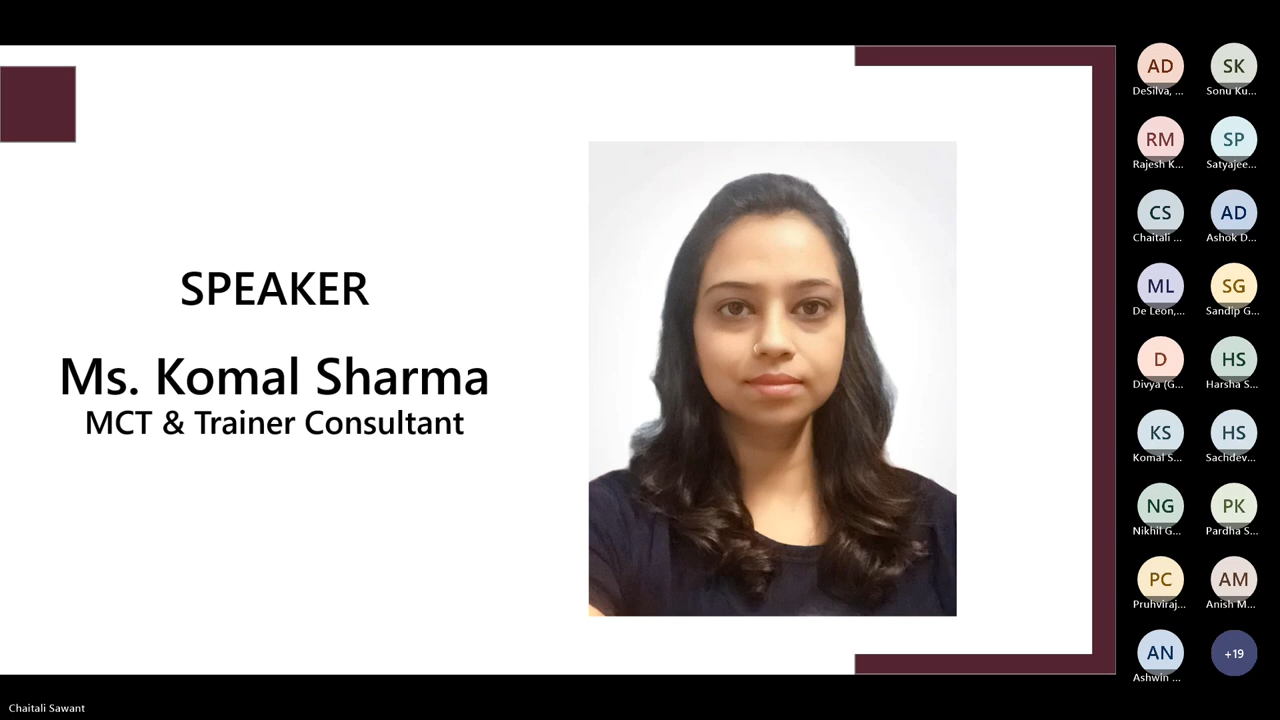 SPEAKER
Ms. Komal Sharma
MCT & Trainer Consultant
AD
DeSilva, ...
SK
Sonu Ku...
RM
Rajesh K...
SP
Satyajee...
CS
Chaitali ...
AD
Ashok D...
ML
De Leon,...
SG
Sandip G...
D
Divya (G...
HS
Harsha S...
KS
Komal S...
HS
Sachdev...
NG
Nikhil G...
PK
Pardha S...
PC
Pruhviraj...
AM
Anish M...
AN
Ashwin ...
+19
Chaitali Sawant